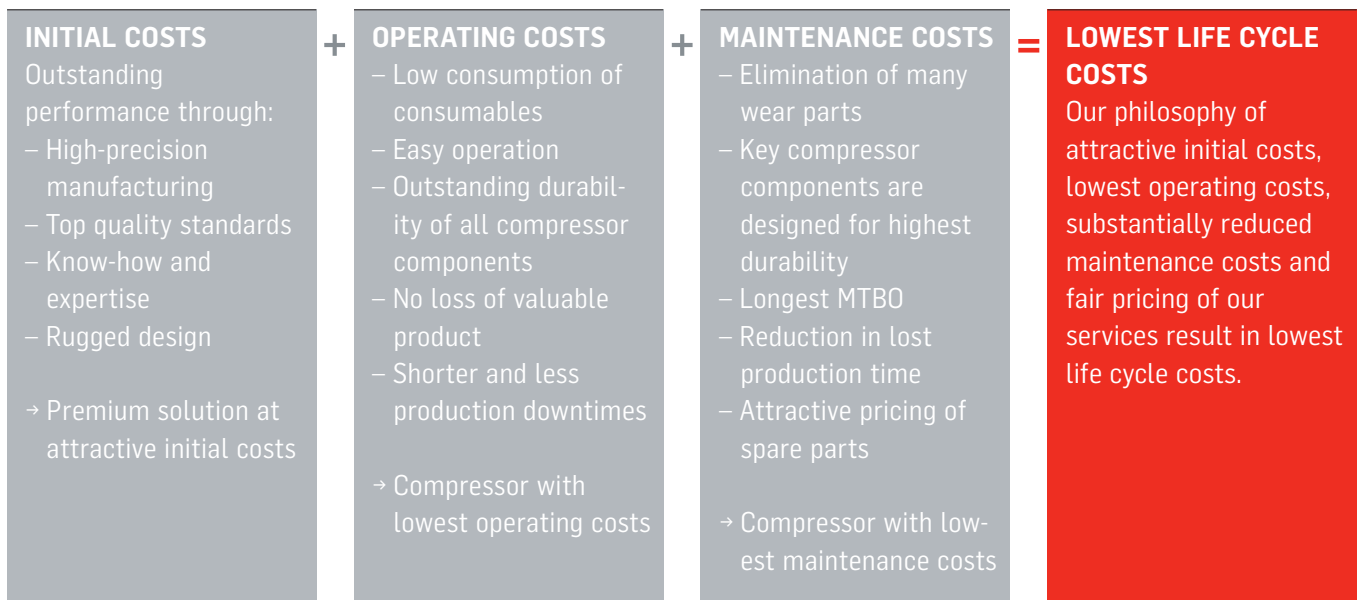 INITIAL COSTS
Outstanding
performance through:
– High-precision
manufacturing
– Top quality standards
– Know-how and
expertise
– Rugged design
→ Premium solution at
attractive initial costs
+
OPERATING COSTS
– Low consumption of
consumables
– Easy operation
– Outstanding durabil-
ity of all compressor
components
– No loss of valuable
product
– Shorter and less
production downtimes
→ Compressor with
lowest operating costs
+
MAINTENANCE COSTS
– Elimination of many
wear parts
– Key compressor
components are
designed for highest
durability
– Longest MTBO
– Reduction in lost
production time
– Attractive pricing of
spare parts
→ Compressor with low-
est maintenance costs
=
LOWEST LIFE CYCLE
COSTS
Our philosophy of
attractive initial costs,
lowest operating costs,
substantially reduced
maintenance costs and
fair pricing of our
services result in lowest
life cycle costs.